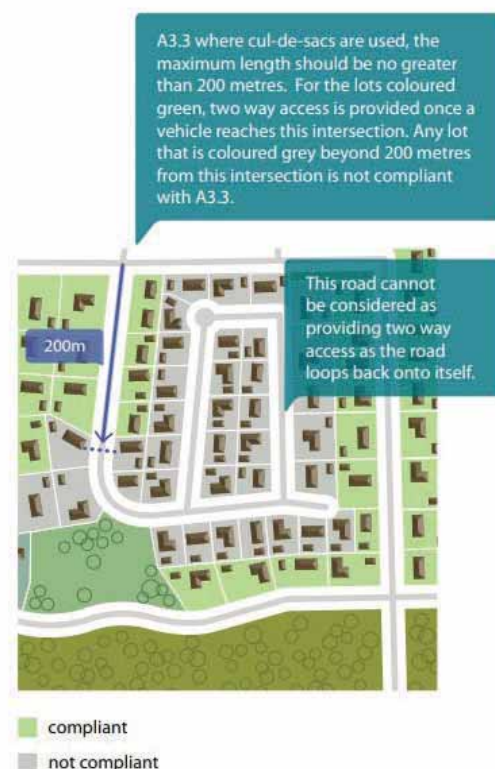 A3.3 where cul-de-sacs are used, the
maximum length should be no greater
than 200 metres. For the lots coloured
green, two way access is provided once a
vehicle reaches this intersection. Any lot
that is coloured grey beyond 200 metres
from this intersection is not compliant
with A3.3.
This road cannot
be considered as
providing two way
access as the road
loops back onto itself.
200m
compliant
not compliant